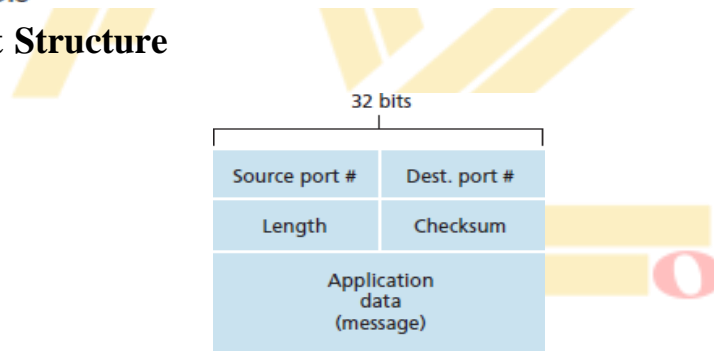 t Structure
32 bits
Source port # Dest. port #
Length Checksum
Application
data
(message)